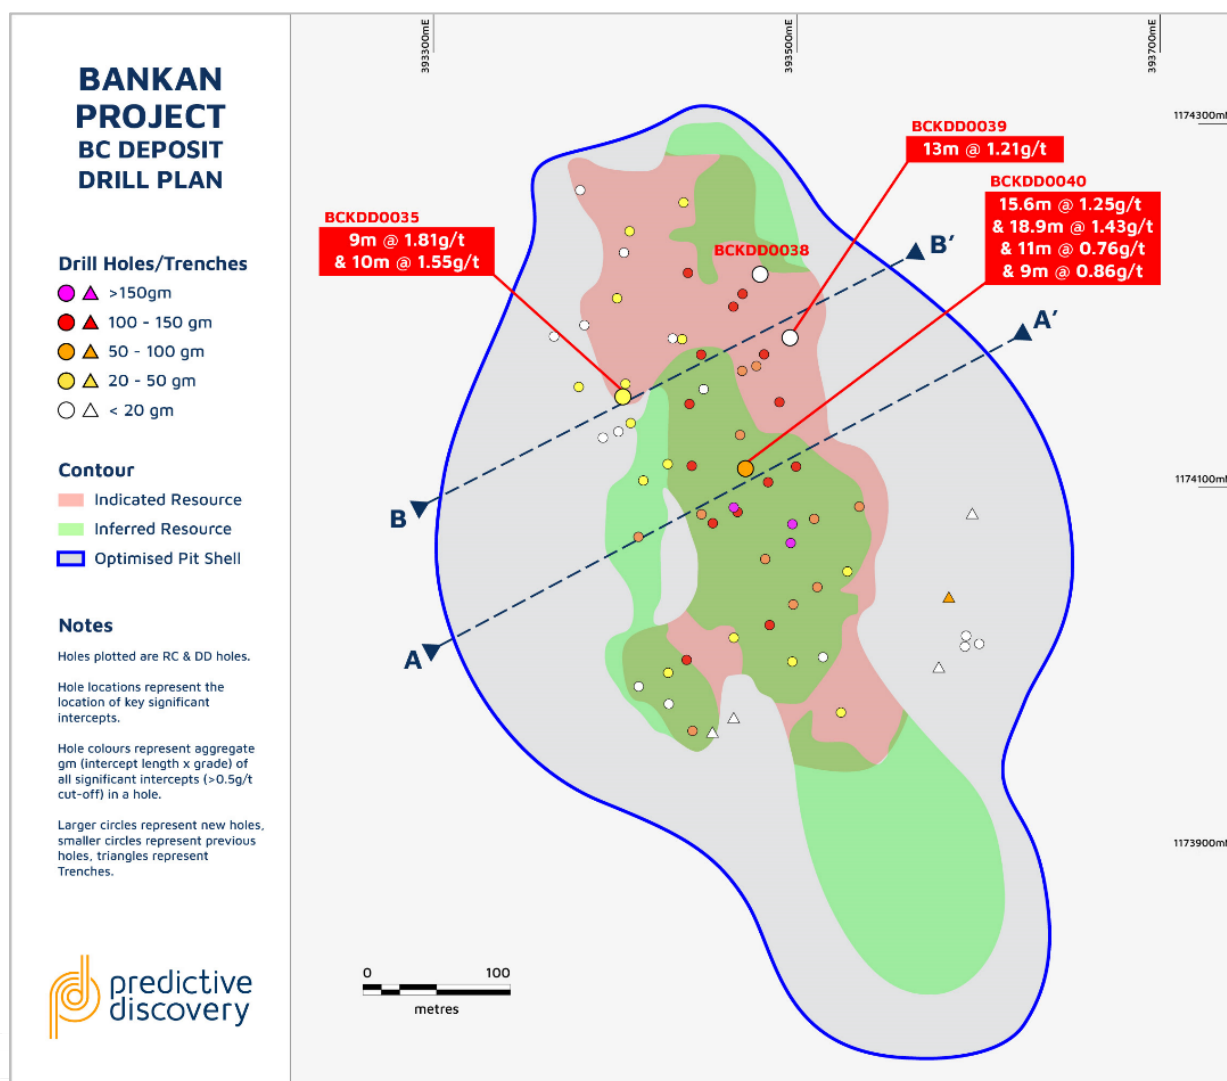 BANKAN
PROJECT
BC DEPOSIT
DRILL PLAN
Drill Holes/Trenches
>150gm
100 - 150 gm
50 - 100 gm
20 - 50 gm
< 20 gm
Contour
Indicated Resource
Inferred Resource
Optimised Pit Shell
Notes
Holes plotted are RC & DD holes.
Hole locations represent the
location of key significant
intercepts.
Hole colours represent aggregate
gm (intercept length x grade) of
all significant intercepts (>0.5g/t
cut-off) in a hole.
Larger circles represent new holes,
smaller circles represent previous
holes, triangles represent
Trenches.
predictive
discovery
393300mE
393500mE
393700mE
1174300mN
1174100mN
1173900mN
BCKDD0039
13m @ 1.21g/t
BCKDD0040
15.6m @ 1.25g/t
& 18.9m @ 1.43g/t
& 11m @ 0.76g/t
& 9m @ 0.86g/t
BCKDD0035
9m @ 1.81g/t
& 10m @ 1.55g/t
BCKDD0038
B'
A'
B
A
0 100
metres